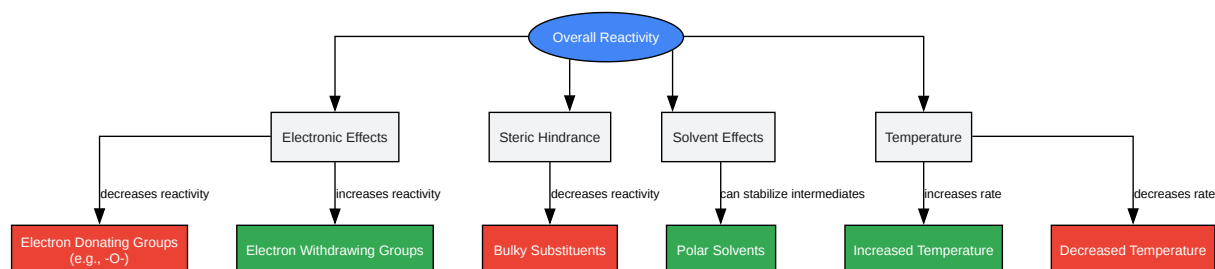 Overall Reactivity
Electronic Effects
Steric Hindrance
Solvent Effects
Temperature
decreases reactivity
increases reactivity
decreases reactivity
can stabilize intermediates
increases rate
decreases rate
Electron Donating Groups
(e.g., -O-)
Electron Withdrawing Groups
Bulky Substituents
Polar Solvents
Increased Temperature
Decreased Temperature